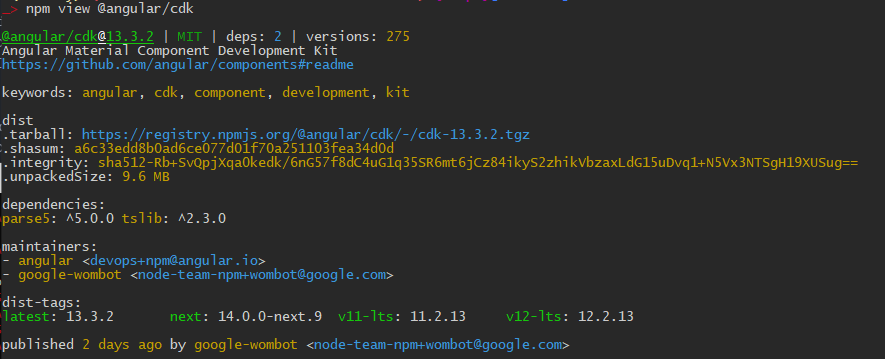 _> npm view @angular/cdk
@angular/cdk@13.3.2 | MIT | deps: 2 | versions: 275
Angular Material Component Development Kit
https://github.com/angular/components#readme
keywords: angular, cdk, component, development, kit
dist
.tarball: https://registry.npmjs.org/@angular/cdk/-/cdk-13.3.2.tgz
.shasum: a6c33edd8b0ad6ce077d01f70a251103fea34d0d
.integrity: sha512-Rb+SvQpjXqa0kedk/6nG57f8dC4uG1q35SR6mt6jCz84ikyS2zhikVbzaxLdG15uDvq1+N5Vx3NTSgH19XUSug==
.unpackedSize: 9.6 MB
dependencies:
parse5: ^5.0.0 tslib: ^2.3.0
maintainers:
- angular <devops+npm@angular.io>
- google-wombot <node-team-npm+wombot@google.com>
dist-tags:
latest: 13.3.2 next: 14.0.0-next.9 v11-lts: 11.2.13 v12-lts: 12.2.13
published 2 days ago by google-wombot <node-team-npm+wombot@google.com>